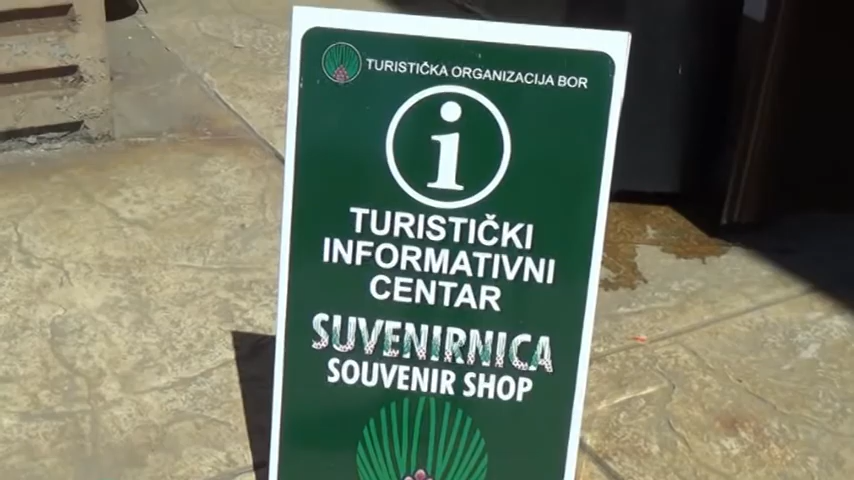 TURISTIČKA ORGANIZACIJA BOR
i
TURISTIČKI
INFORMATIVNI
CENTAR
SUVENIRNICA
SOUVENIR SHOP